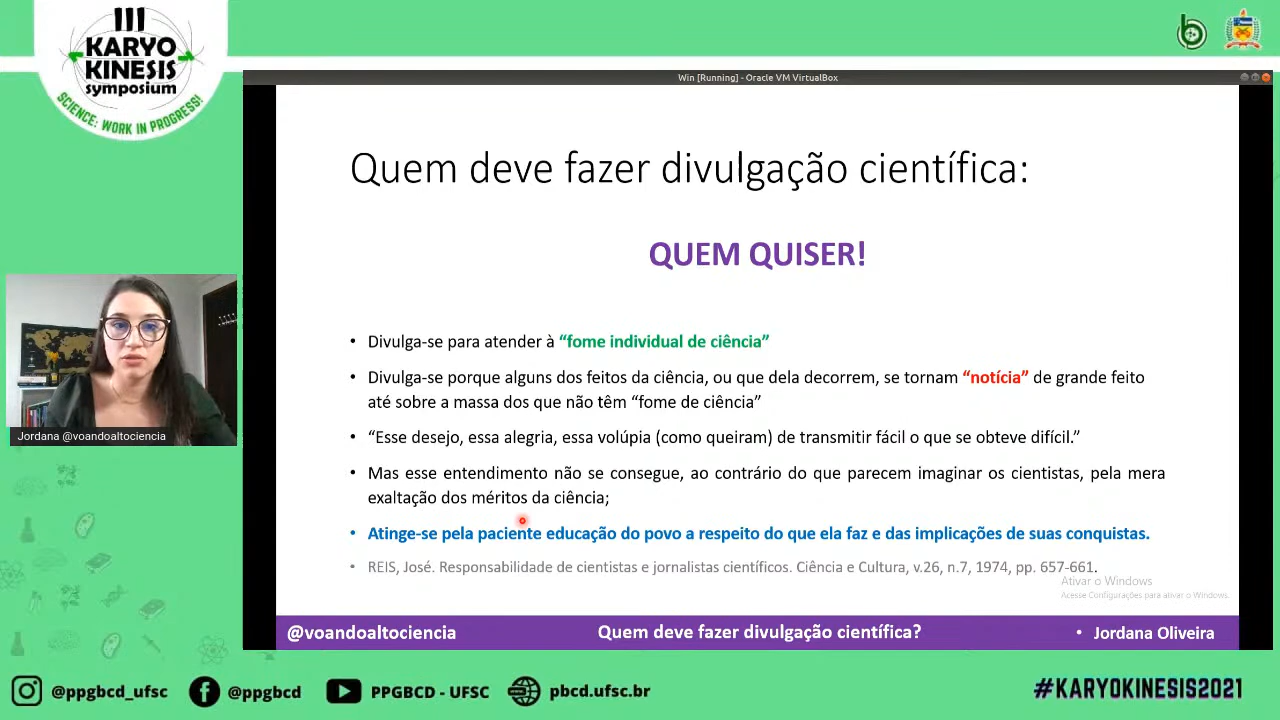 III
KARYO
KINESIS
symposium
SCIENCE: WORK IN PROGRESS!
Win [Running] - Oracle VM VirtualBox
Quem deve fazer divulgação científica:
QUEM QUISER!
• Divulga-se para atender à “fome individual de ciência”
• Divulga-se porque alguns dos feitos da ciência, ou que dela decorrem, se tornam “notícia” de grande feito
até sobre a massa dos que não têm “fome de ciência”
• “Esse desejo, essa alegria, essa volúpia (como queiram) de transmitir fácil o que se obteve difícil.”
• Mas esse entendimento não se consegue, ao contrário do que parecem imaginar os cientistas, pela mera
exaltação dos méritos da ciência;
• Atinge-se pela paciente educação do povo a respeito do que ela faz e das implicações de suas conquistas.
• REIS, José. Responsabilidade de cientistas e jornalistas científicos. Ciência e Cultura, v.26, n.7, 1974, pp. 657-661.
Ativar o Windows
Acesse Configurações para ativar o Windows.
Jordana @voandoaltociencia
@voandoaltociencia
Quem deve fazer divulgação científica?
• Jordana Oliveira
@ppgbcd_ufsc
@ppgbcd
PPGBCD - UFSC
pbcd.ufsc.br
#KARYOKINESIS2021